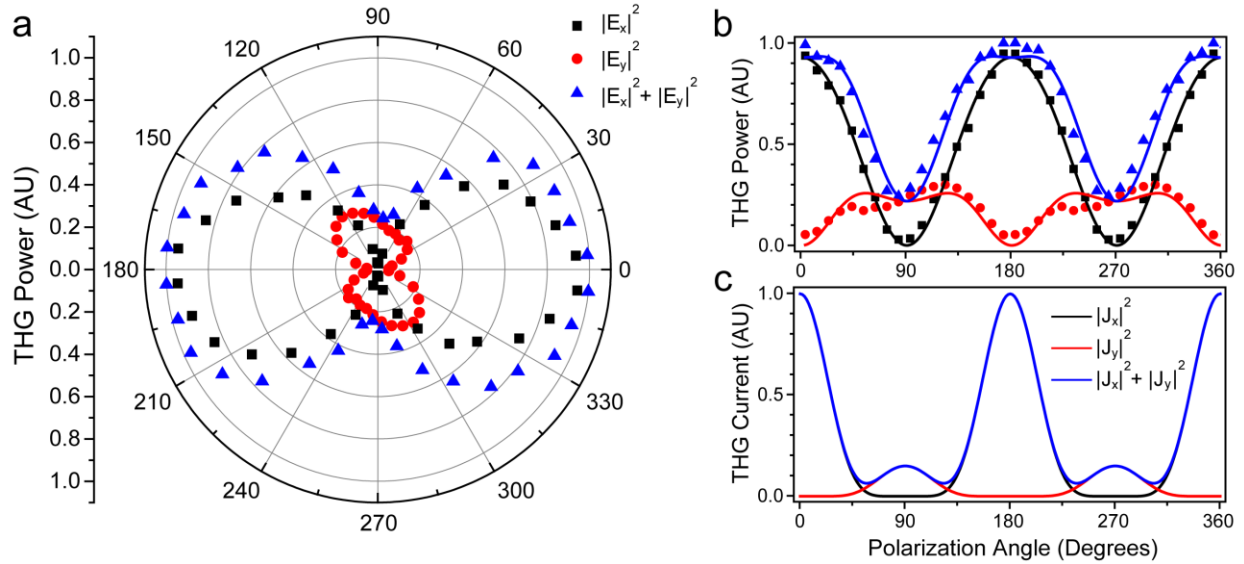 a
THG Power (AU)
1.0
0.8
0.6
0.4
0.2
0.0
0.2
0.4
0.6
0.8
1.0
90
60
30
0
330
300
270
240
210
180
150
120
|Eₓ|²
|E_y|²
|Eₓ|² + |E_y|²
b
THG Power (AU)
1.0
0.5
0.0
0 90 180 270 360
c
THG Current (AU)
1.0
0.5
0.0
|Jₓ|²
|J_y|²
|Jₓ|² + |J_y|²
0 90 180 270 360
Polarization Angle (Degrees)